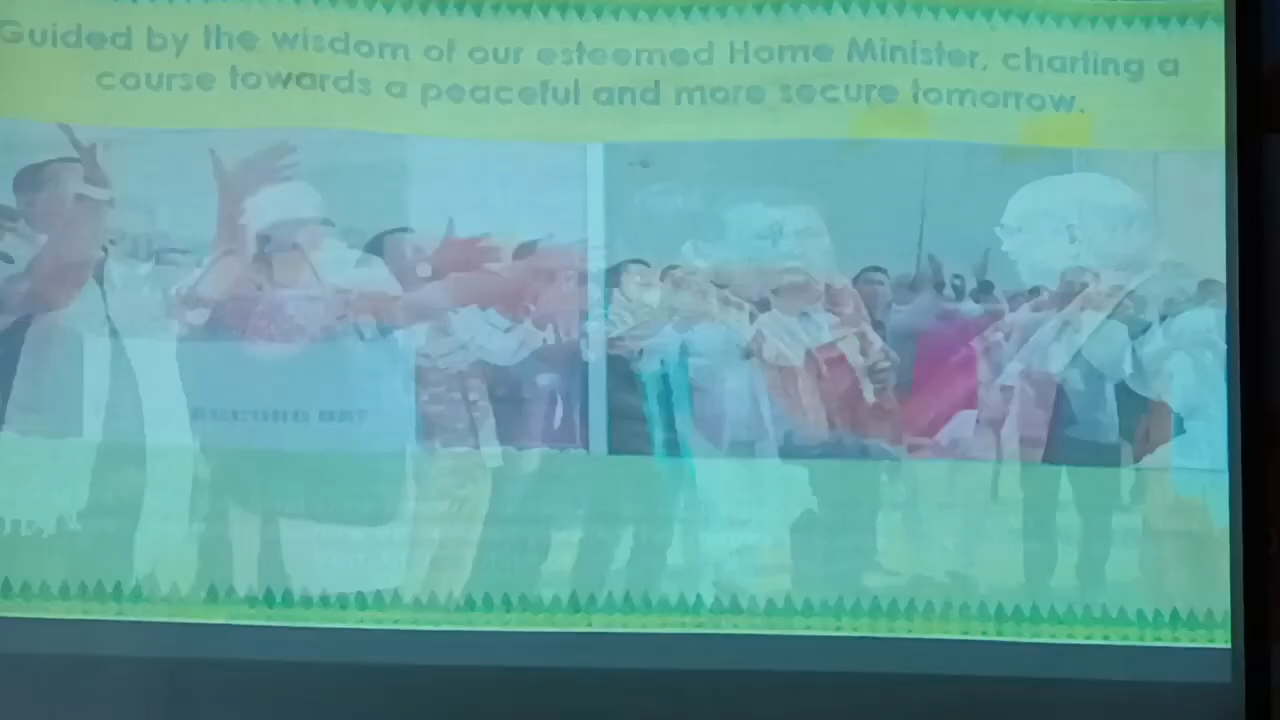 Guided by the wisdom of our esteemed Home Minister, charting a
course towards a peaceful and more secure tomorrow.